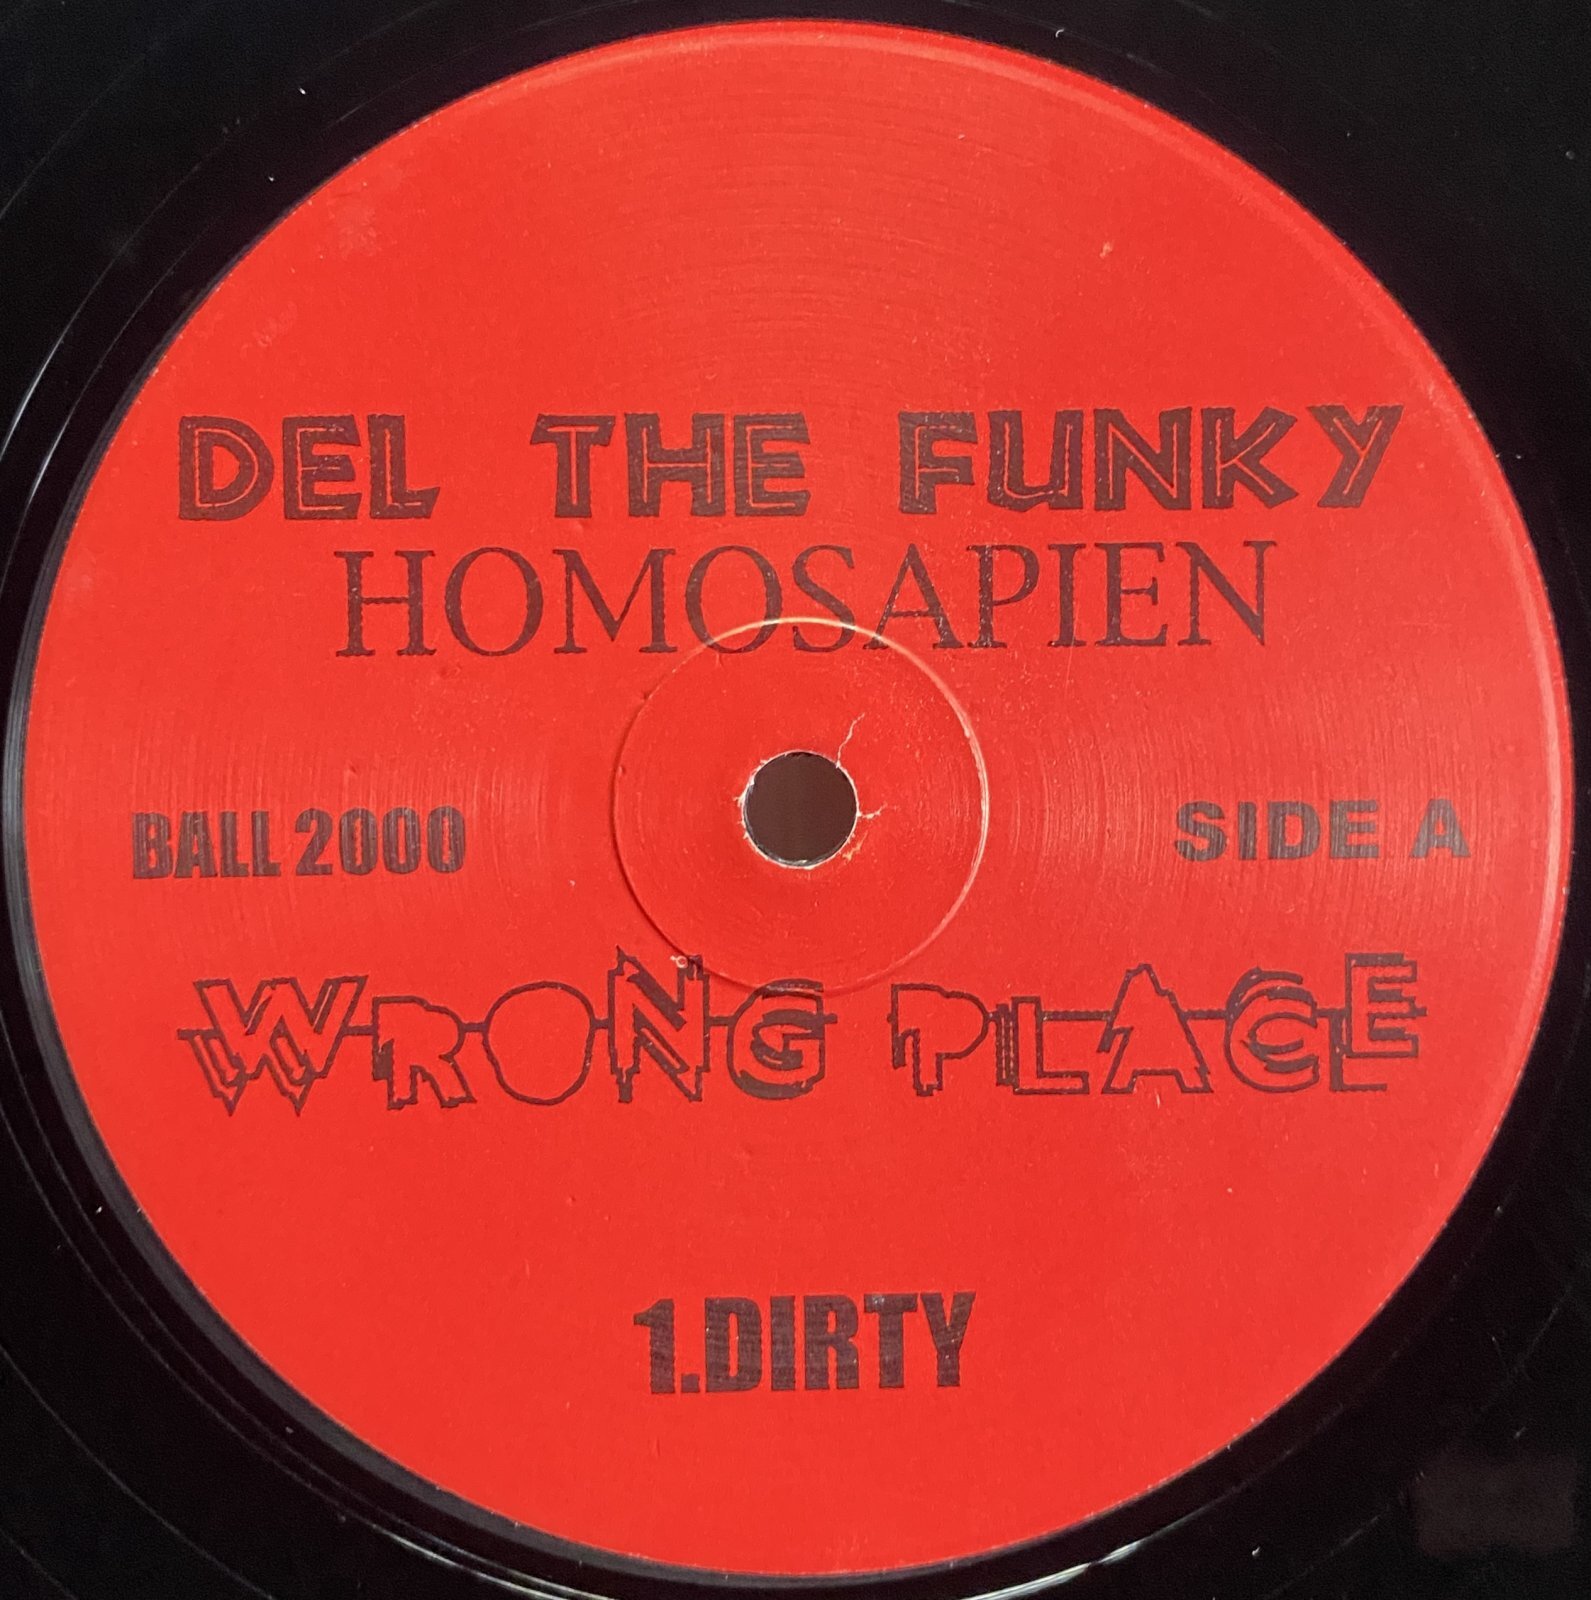 DEL THE FUNKY
HOMOSAPIEN
BALL 2000
SIDE A
WRONG PLACE
1.DIRTY